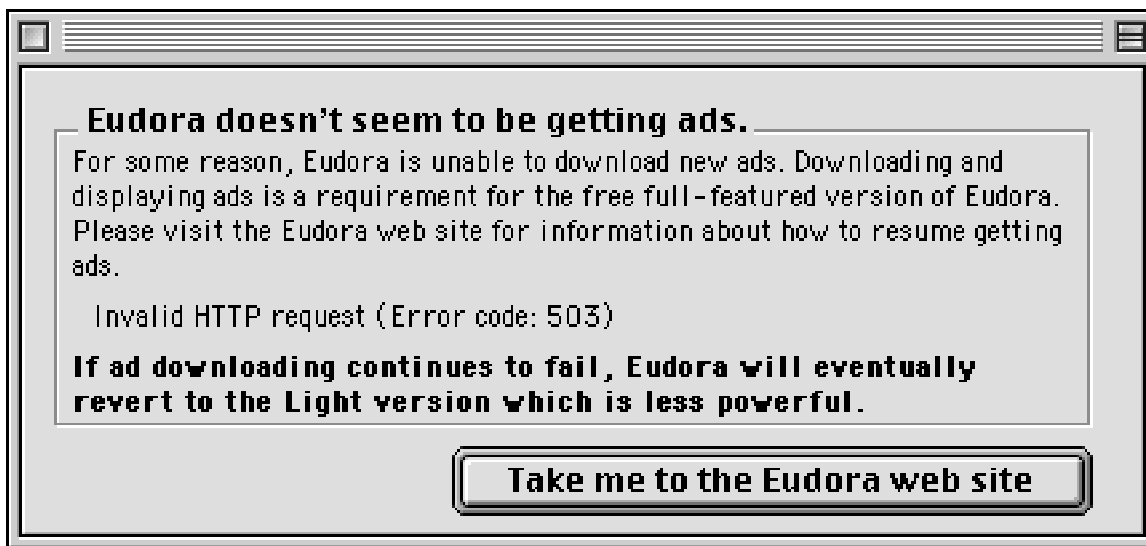 Eudora doesn't seem to be getting ads.
For some reason, Eudora is unable to download new ads. Downloading and
displaying ads is a requirement for the free full-featured version of Eudora.
Please visit the Eudora web site for information about how to resume getting
ads.
Invalid HTTP request (Error code: 503)
If ad downloading continues to fail, Eudora will eventually
revert to the Light version which is less powerful.
Take me to the Eudora web site